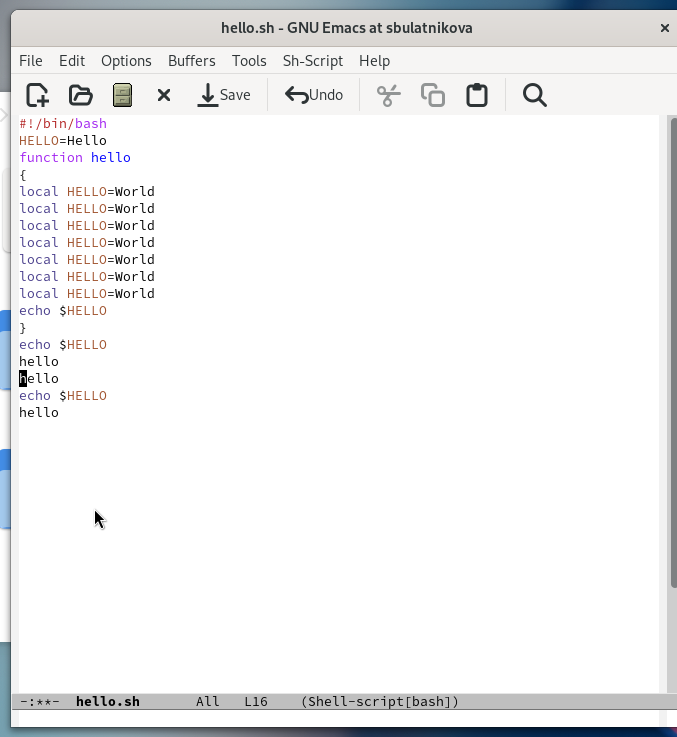 hello.sh - GNU Emacs at sbulatnikova
File Edit Options Buffers Tools Sh-Script Help
Save Undo
#!/bin/bash
HELLO=Hello
function hello
{
local HELLO=World
local HELLO=World
local HELLO=World
local HELLO=World
local HELLO=World
local HELLO=World
local HELLO=World
echo $HELLO
}
echo $HELLO
hello
hello
echo $HELLO
hello
-:**- hello.sh All L16 (Shell-script[bash])